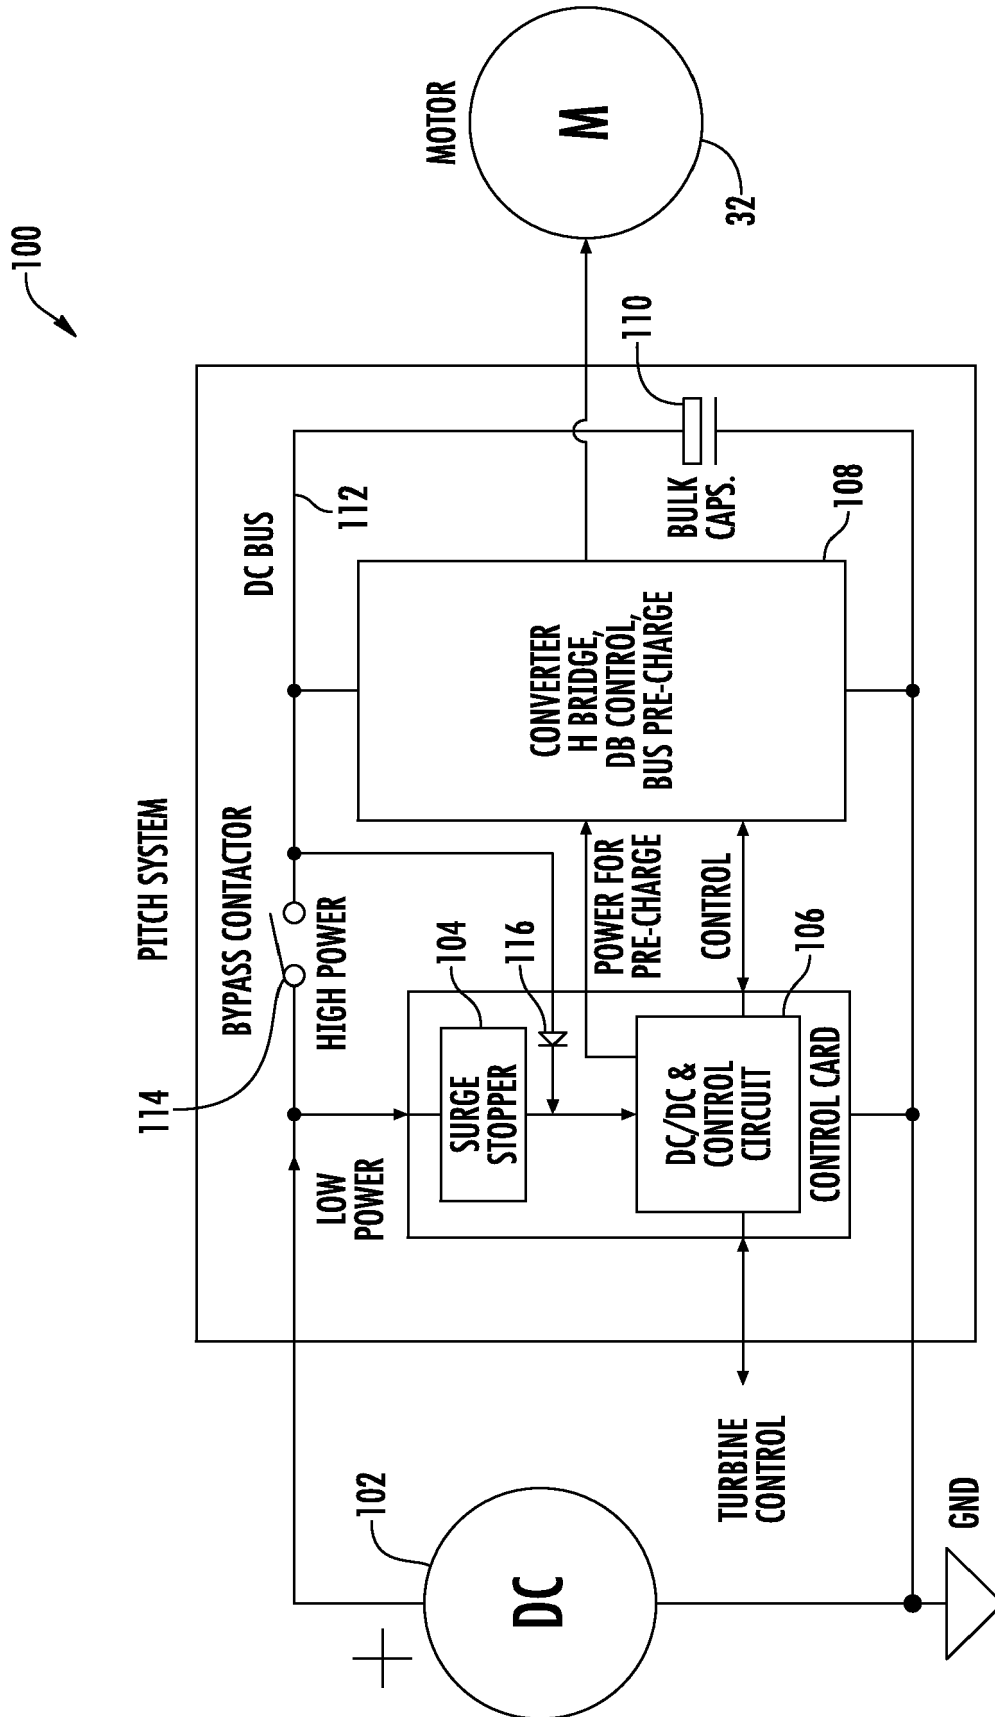 100
PITCH SYSTEM
BYPASS CONTACTOR
114
HIGH POWER
DC BUS
112
LOW
POWER
SURGE
STOPPER
104
116
POWER FOR
PRE-CHARGE
CONTROL
DC/DC &
CONTROL
CIRCUIT
106
CONTROL CARD
CONVERTER
H BRIDGE,
DB CONTROL,
BUS PRE-CHARGE
108
BULK
CAPS.
110
MOTOR
M
32
+
DC
102
TURBINE
CONTROL
GND